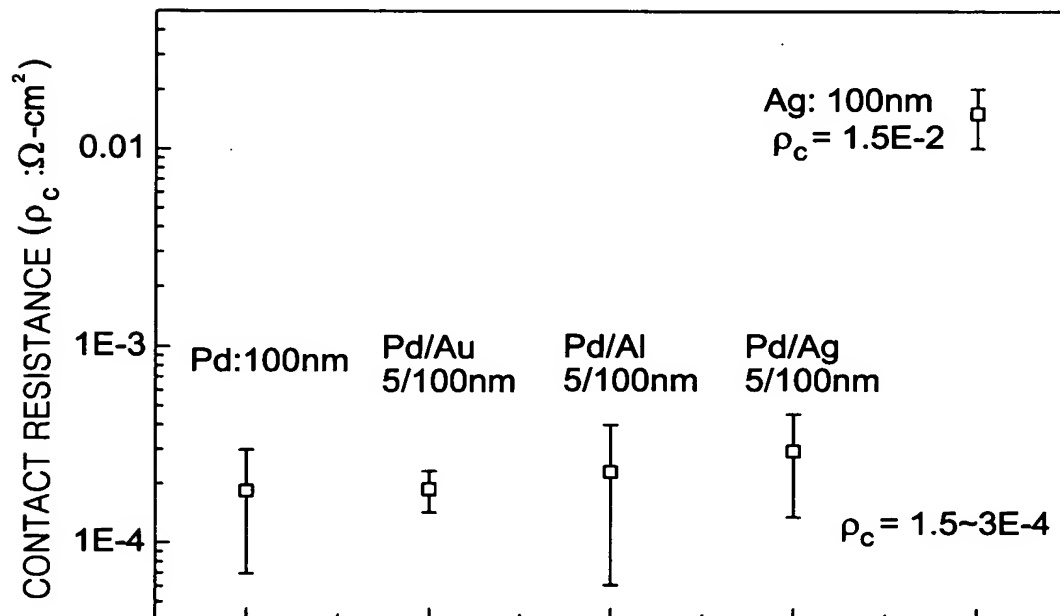 CONTACT RESISTANCE (ρc :Ω-cm²)
0.01
1E-3
1E-4
Ag: 100nm
ρc = 1.5E-2
Pd:100nm
Pd/Au
5/100nm
Pd/Al
5/100nm
Pd/Ag
5/100nm
ρc = 1.5~3E-4